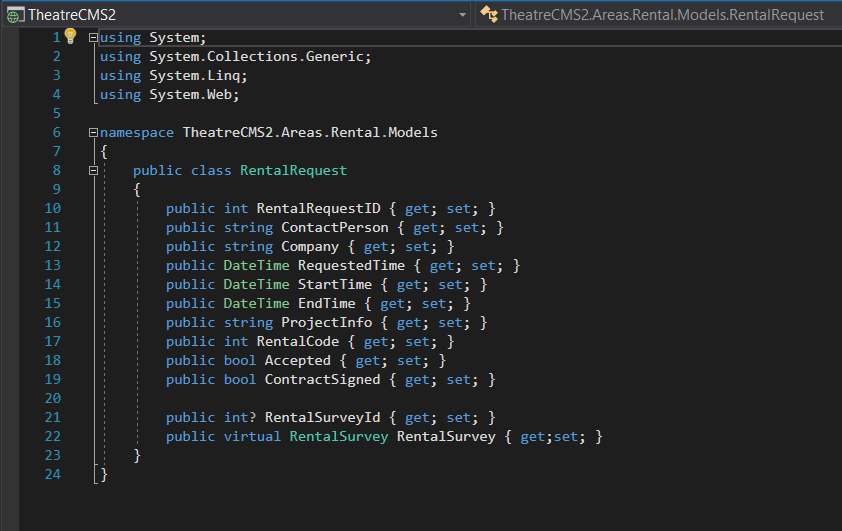 TheatreCMS2 TheatreCMS2.Areas.Rental.Models.RentalRequest
1 using System;
2 using System.Collections.Generic;
3 using System.Linq;
4 using System.Web;
5
6 namespace TheatreCMS2.Areas.Rental.Models
7 {
8 public class RentalRequest
9 {
10 public int RentalRequestID { get; set; }
11 public string ContactPerson { get; set; }
12 public string Company { get; set; }
13 public DateTime RequestedTime { get; set; }
14 public DateTime StartTime { get; set; }
15 public DateTime EndTime { get; set; }
16 public string ProjectInfo { get; set; }
17 public int RentalCode { get; set; }
18 public bool Accepted { get; set; }
19 public bool ContractSigned { get; set; }
20
21 public int? RentalSurveyId { get; set; }
22 public virtual RentalSurvey RentalSurvey { get;set; }
23 }
24 }